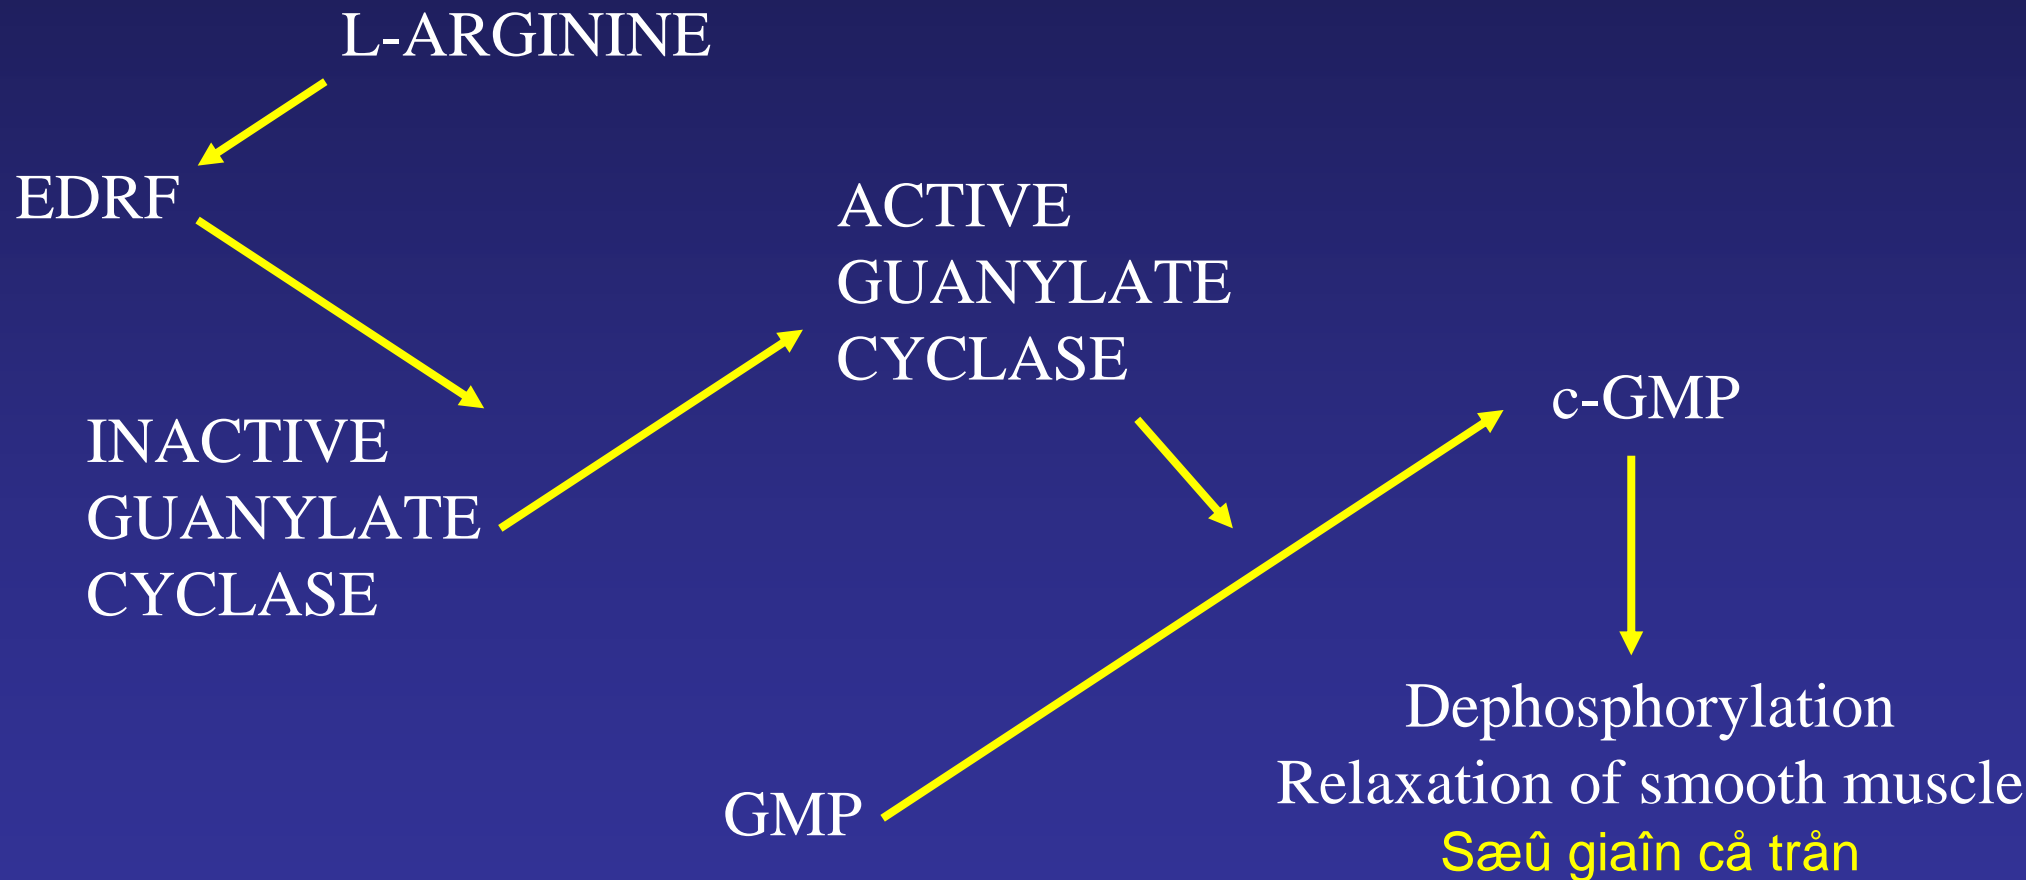 L-ARGININE
EDRF
ACTIVE
GUANYLATE
CYCLASE
INACTIVE
GUANYLATE
CYCLASE
c-GMP
GMP
Dephosphorylation
Relaxation of smooth muscle
Sæû giaîn cå trån